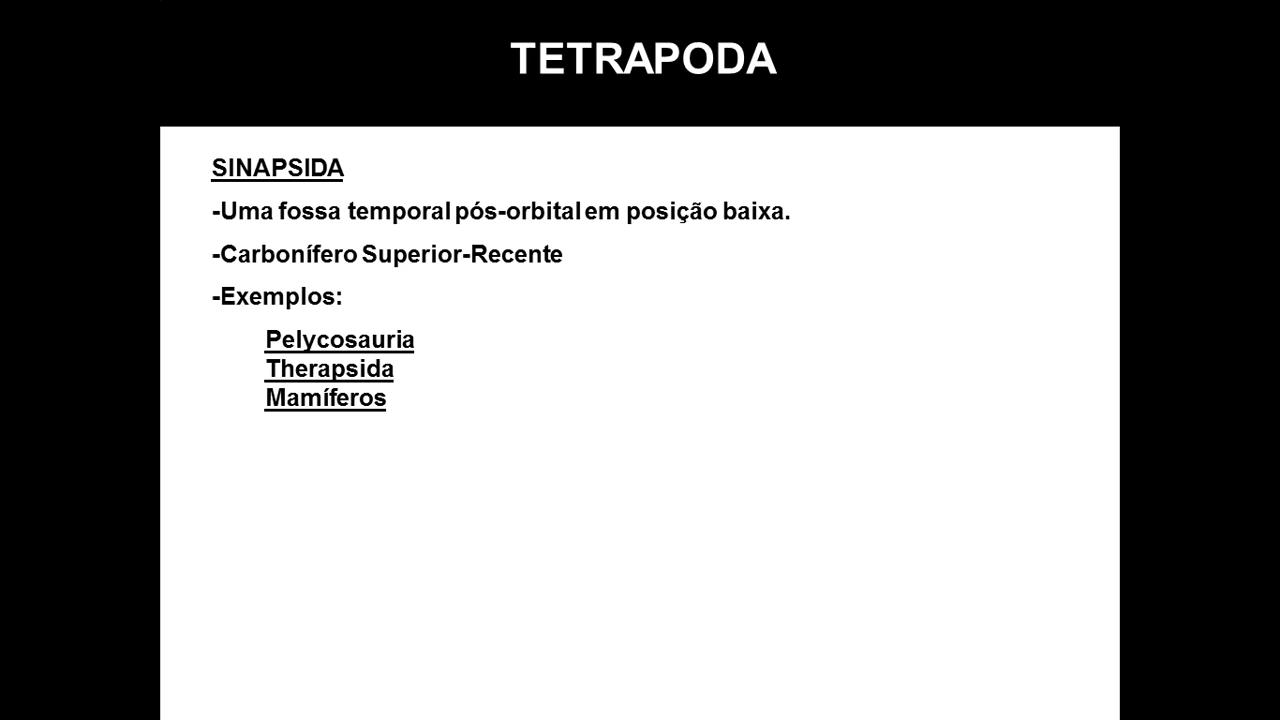 TETRAPODA
SINAPSIDA
-Uma fossa temporal pós-orbital em posição baixa.
-Carbonífero Superior-Recente
-Exemplos:
Pelycosauria
Therapsida
Mamíferos